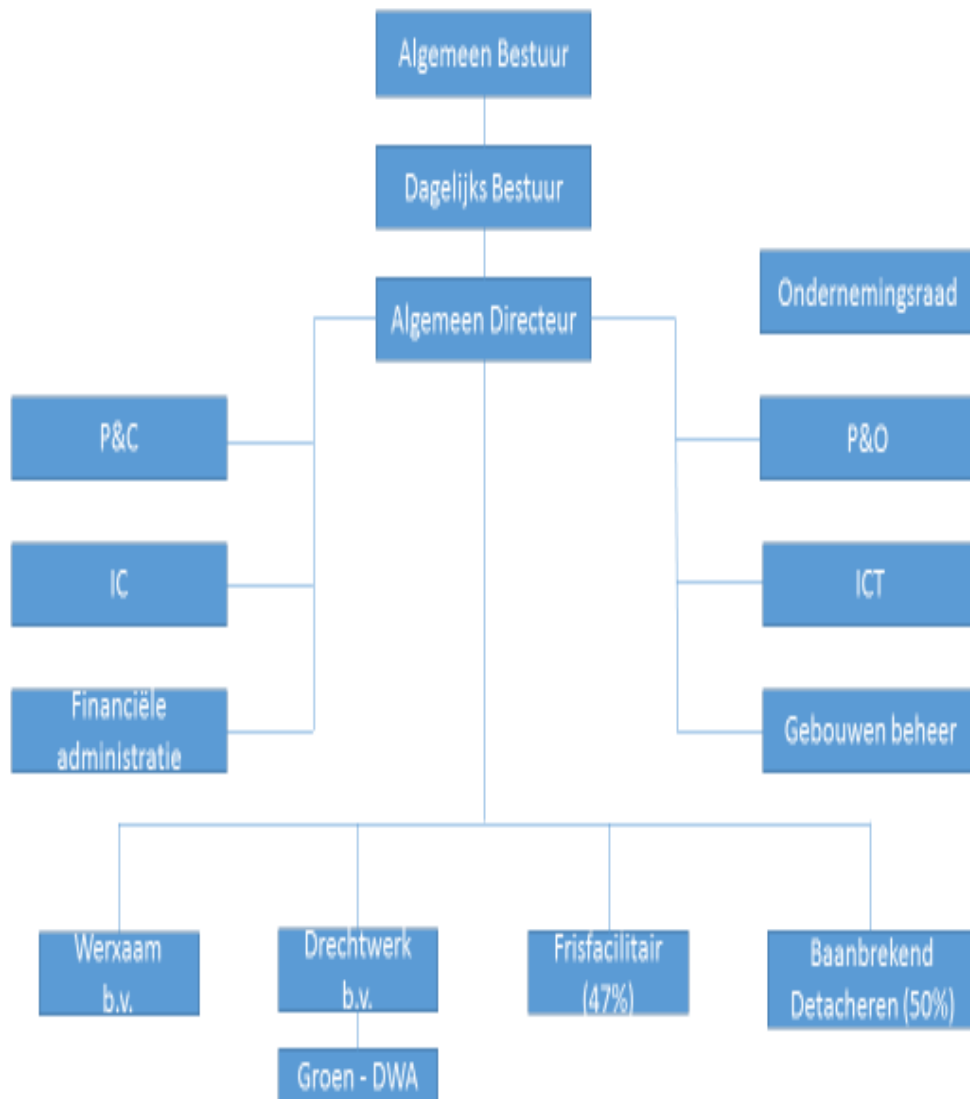 Algemeen Bestuur
Dagelijks Bestuur
Ondernemingsraad
Algemeen Directeur
P&C
P&O
IC
ICT
Financiële
administratie
Gebouwen beheer
Werxaam
b.v.
Drechtwerk
b.v.
Frisfacilitair
(47%)
Baanbrekend
Detacheren (50%)
Groen - DWA